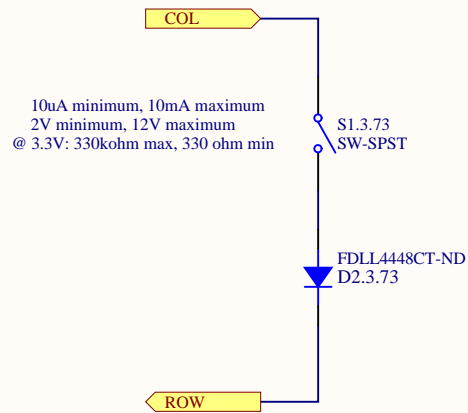 COL
10uA minimum, 10mA maximum
2V minimum, 12V maximum
@ 3.3V: 330kohm max, 330 ohm min
S1.3.73
SW-SPST
FDLL4448CT-ND
D2.3.73
ROW